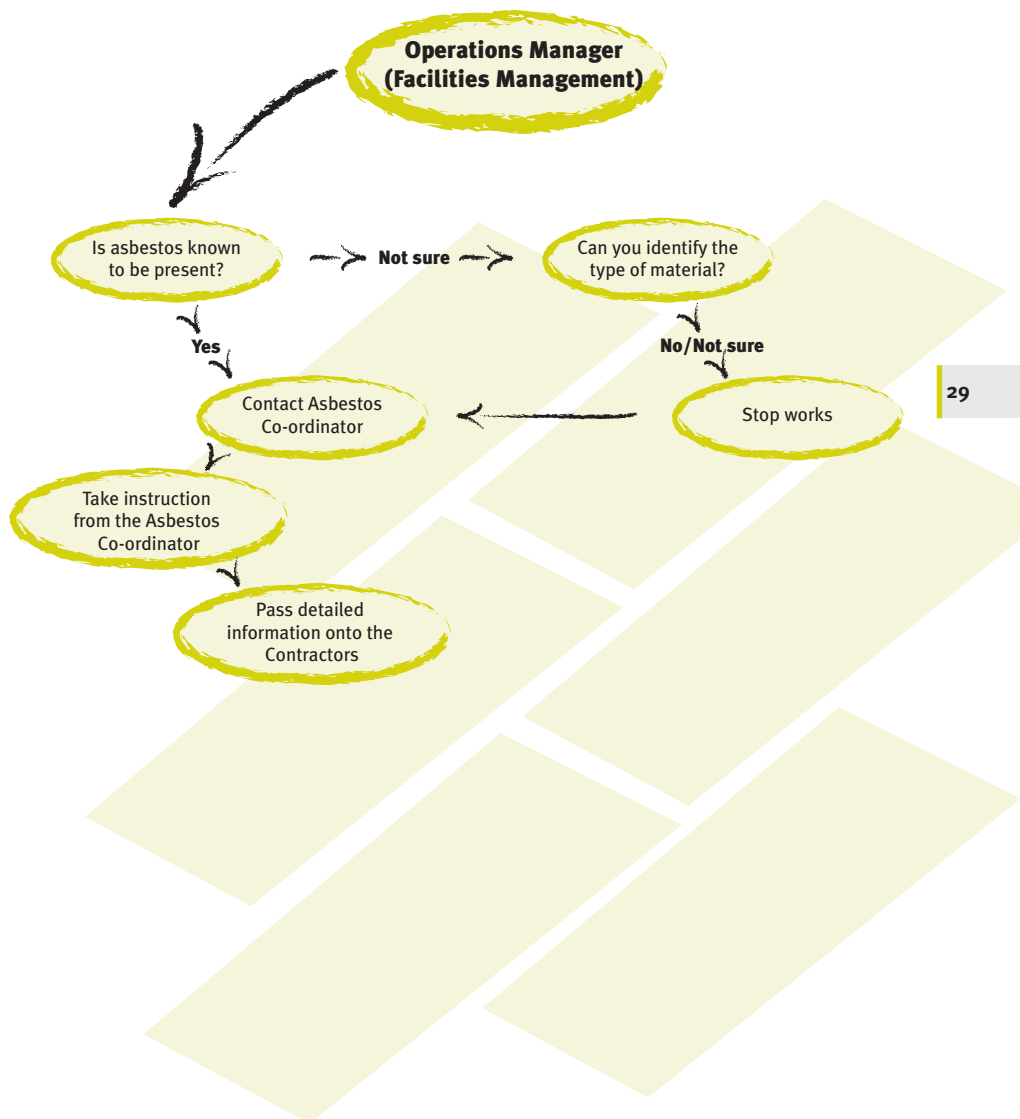 Operations Manager
(Facilities Management)
Is asbestos known
to be present?
Not sure
Can you identify the
type of material?
Yes
No/Not sure
Contact Asbestos
Co-ordinator
Stop works
29
Take instruction
from the Asbestos
Co-ordinator
Pass detailed
information onto the
Contractors